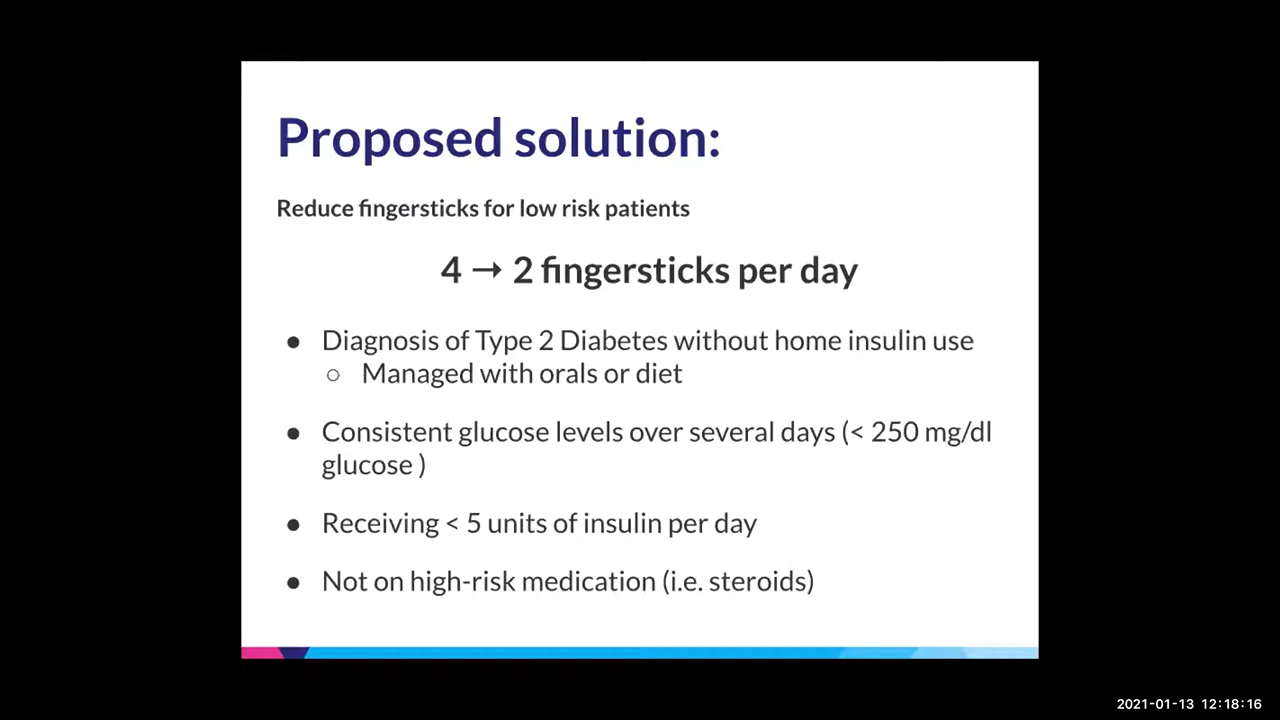 Proposed solution:
Reduce fingersticks for low risk patients
4 → 2 fingersticks per day
● Diagnosis of Type 2 Diabetes without home insulin use
○ Managed with orals or diet
● Consistent glucose levels over several days (< 250 mg/dl
glucose )
● Receiving < 5 units of insulin per day
● Not on high-risk medication (i.e. steroids)
2021-01-13 12:18:16